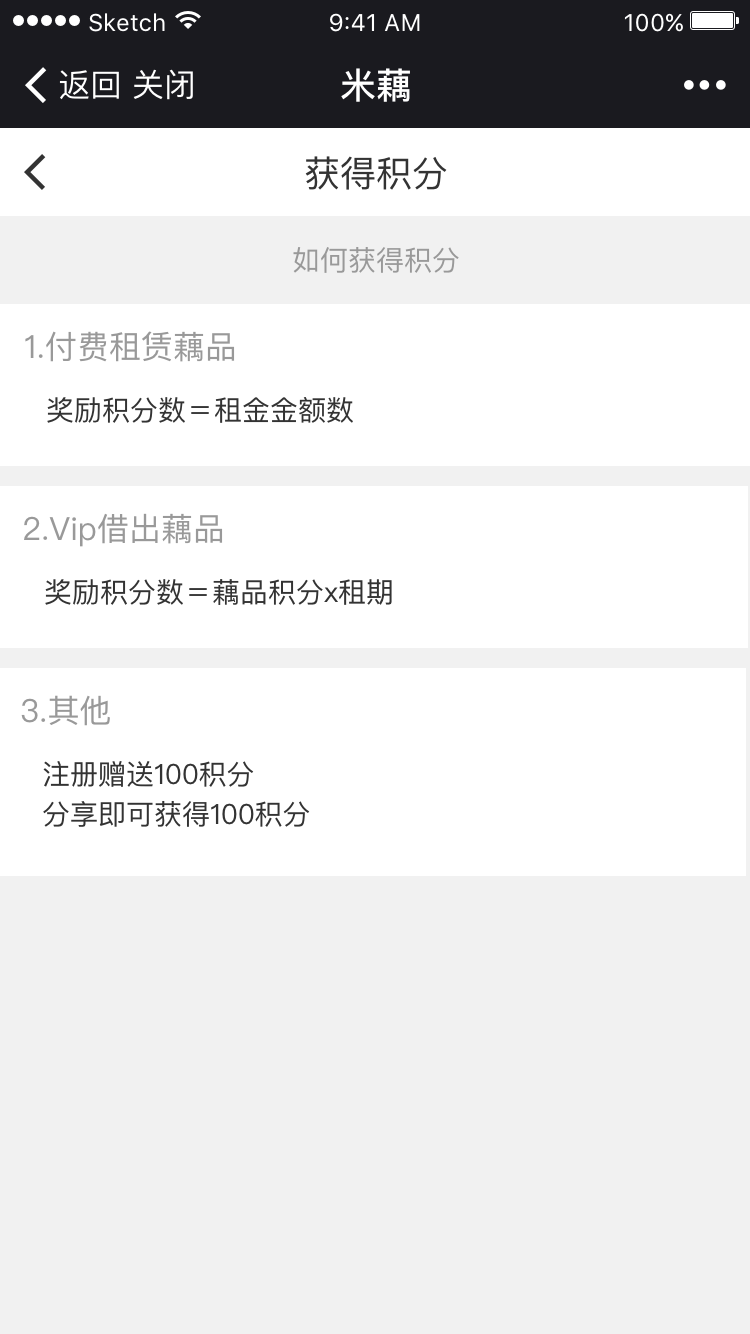 Sketch 9:41 AM 100%
返回 关闭 米藕
获得积分
如何获得积分
1.付费租赁藕品
奖励积分数＝租金金额数
2.Vip借出藕品
奖励积分数＝藕品积分x租期
3.其他
注册赠送100积分
分享即可获得100积分